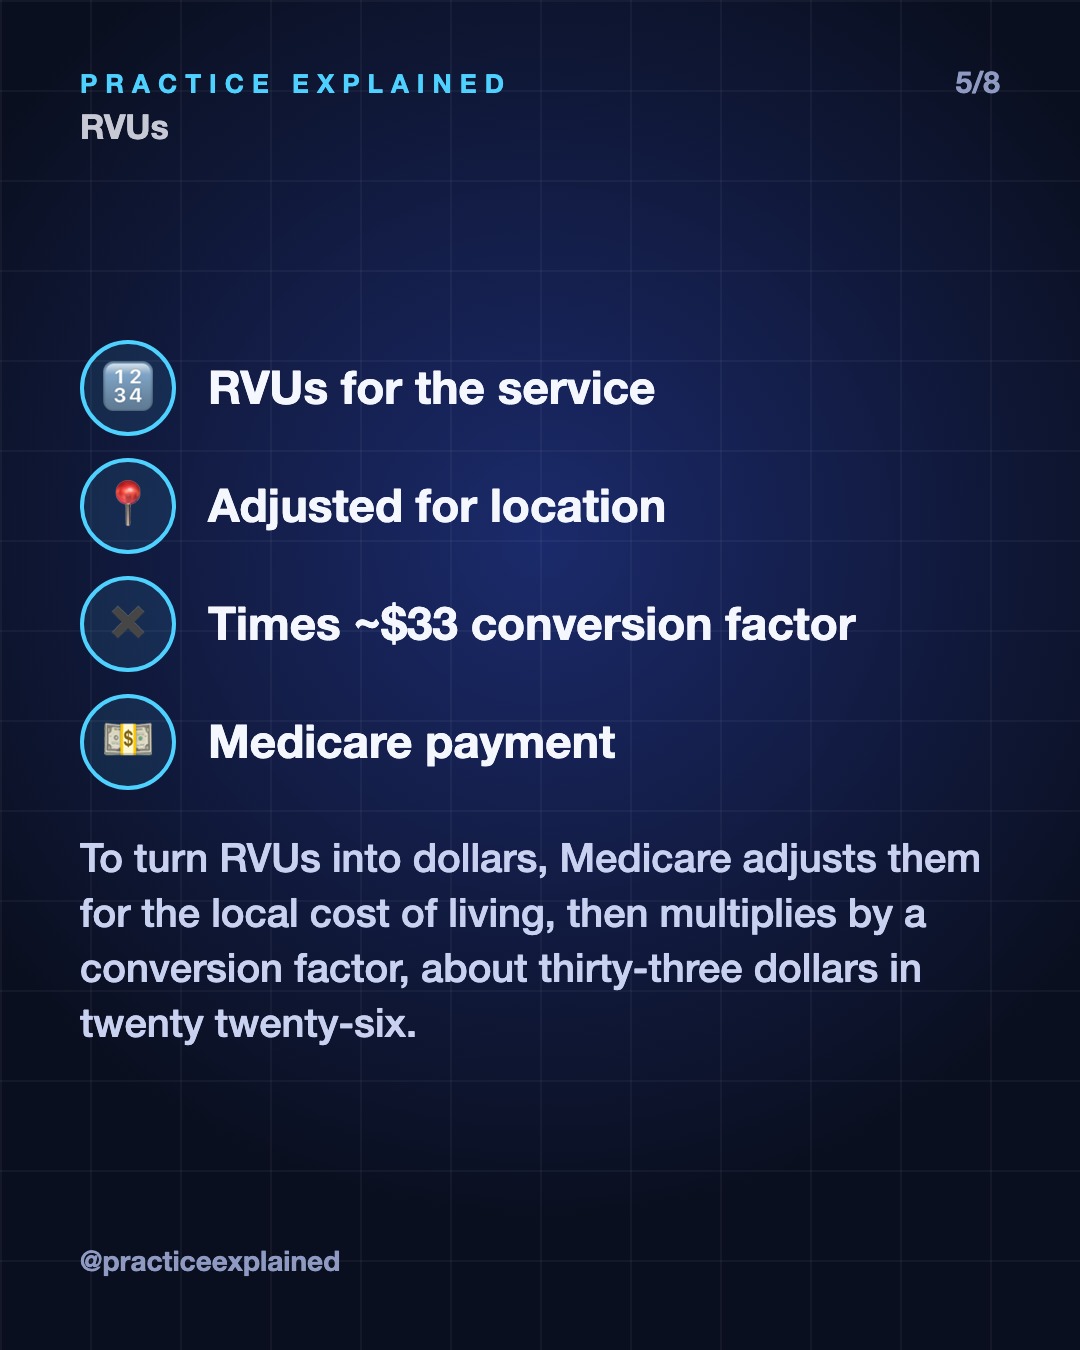 PRACTICE EXPLAINED
5/8
RVUs
1234
RVUs for the service
Adjusted for location
Times ~$33 conversion factor
$
Medicare payment
To turn RVUs into dollars, Medicare adjusts them
for the local cost of living, then multiplies by a
conversion factor, about thirty-three dollars in
twenty twenty-six.
@practiceexplained